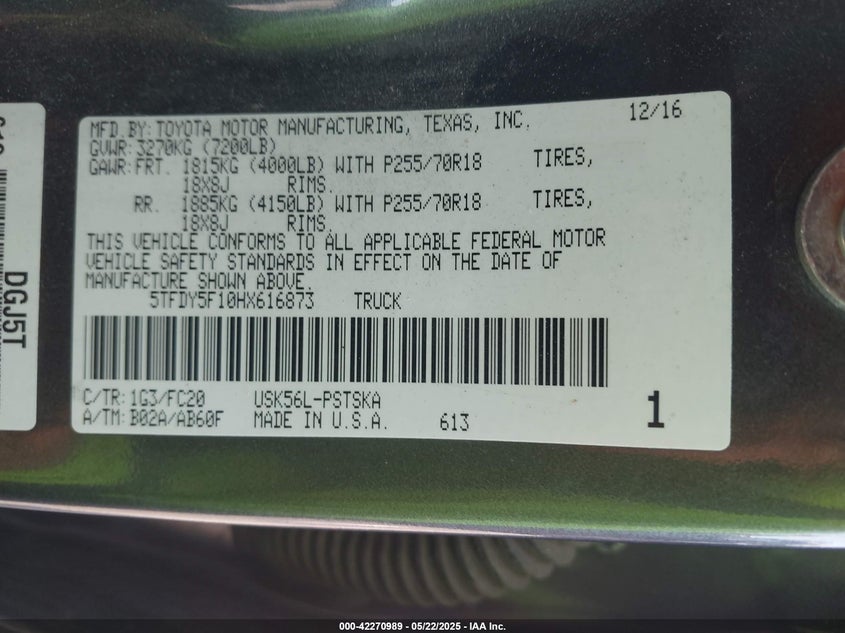 MFD. BY: TOYOTA MOTOR MANUFACTURING, TEXAS, INC. 12/16
GVWR: 3270KG (7200LB)
GAWR: FRT. 1815KG (4000LB) WITH P255/70R18 TIRES,
18X8J RIMS.
RR. 1885KG (4150LB) WITH P255/70R18 TIRES,
18X8J RIMS.
THIS VEHICLE CONFORMS TO ALL APPLICABLE FEDERAL MOTOR
VEHICLE SAFETY STANDARDS IN EFFECT ON THE DATE OF
MANUFACTURE SHOWN ABOVE.
5TFDY5F10HX616873 TRUCK
C/TR: 1G3/FC20 USK56L-PSTSKA
A/TM: B02A/AB60F MADE IN U.S.A. 613
1
DGJ5T
000-42270989 - 05/22/2025 - IAA Inc.